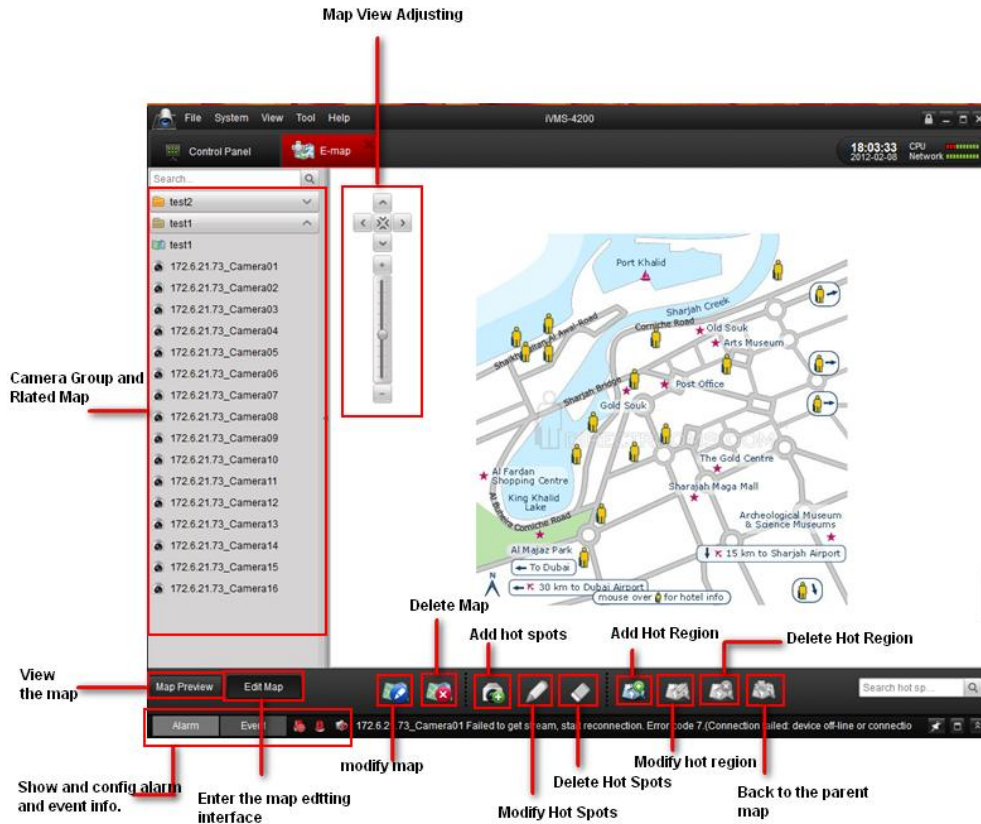 Map View Adjusting
File System View Tool Help
iVMS-4200
Control Panel
E-map
18:03:33
2012-02-08
CPU
Network
Search...
test2
test1
test1
172.6.21.73_Camera01
172.6.21.73_Camera02
172.6.21.73_Camera03
172.6.21.73_Camera04
172.6.21.73_Camera05
172.6.21.73_Camera06
172.6.21.73_Camera07
172.6.21.73_Camera08
172.6.21.73_Camera09
172.6.21.73_Camera10
172.6.21.73_Camera11
172.6.21.73_Camera12
172.6.21.73_Camera13
172.6.21.73_Camera14
172.6.21.73_Camera15
172.6.21.73_Camera16
Camera Group and
Rlated Map
Port Khalid
Sharjah Creek
Corniche Road
Al Awal-Road
Old Souk
Arts Museum
Sharjah Bridge
Post Office
Gold Souk
The Gold Centre
Al Fardan
Shopping Centre
Sharajah Maga Mall
King Khalid
Lake
Al Buheira Corniche Road
Archeological Museum
& Science Museums
Al Majaz Park
15 km to Sharjah Airport
To Dubai
N
30 km to Dubai Airport
mouse over for hotel info
Delete Map
Add hot spots
Add Hot Region
Delete Hot Region
View
the map
Map Preview
Edit Map
Search hot sp...
Alarm
Event
172.6.21.73_Camera01 Failed to get stream, start reconnection. Error code 7.(Connection failed: device off-line or connectio
modify map
Modify hot region
Delete Hot Spots
Show and config alarm
and event info.
Enter the map edtting
interface
Modify Hot Spots
Back to the parent
map